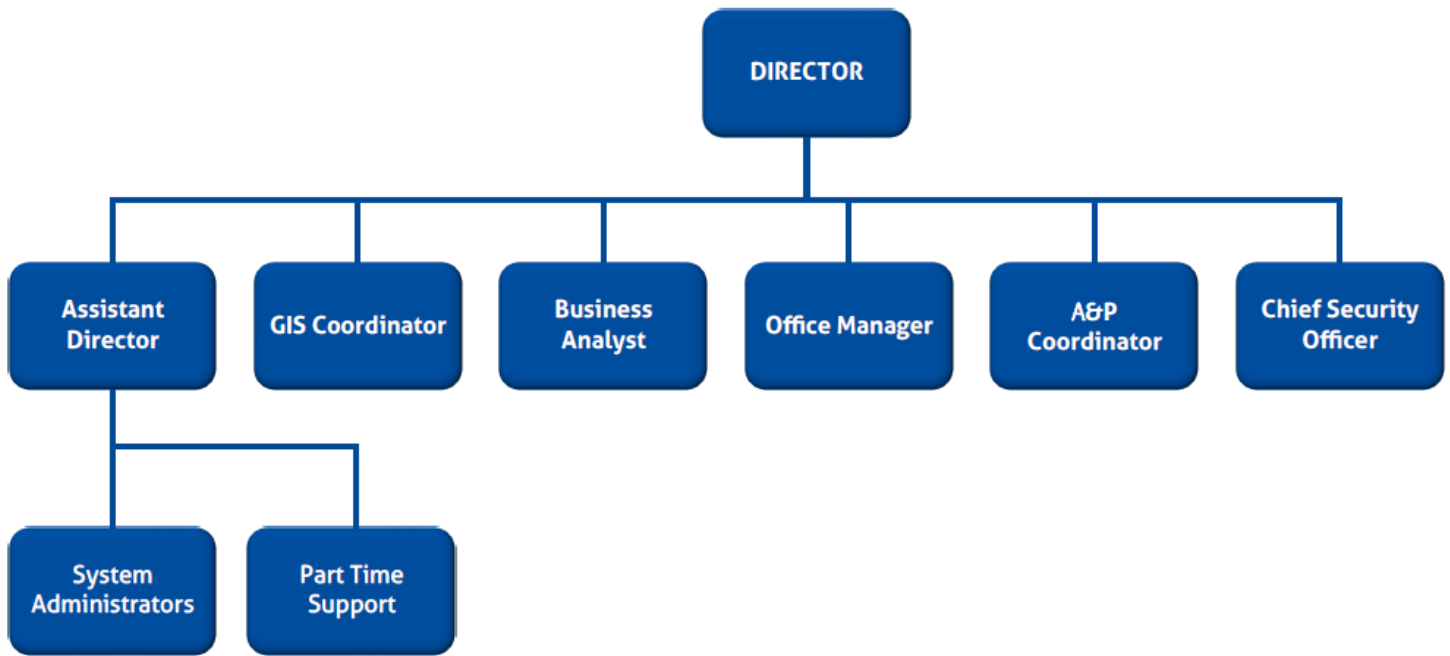 DIRECTOR
Assistant
Director
GIS Coordinator
Business
Analyst
Office Manager
A&P
Coordinator
Chief Security
Officer
System
Administrators
Part Time
Support